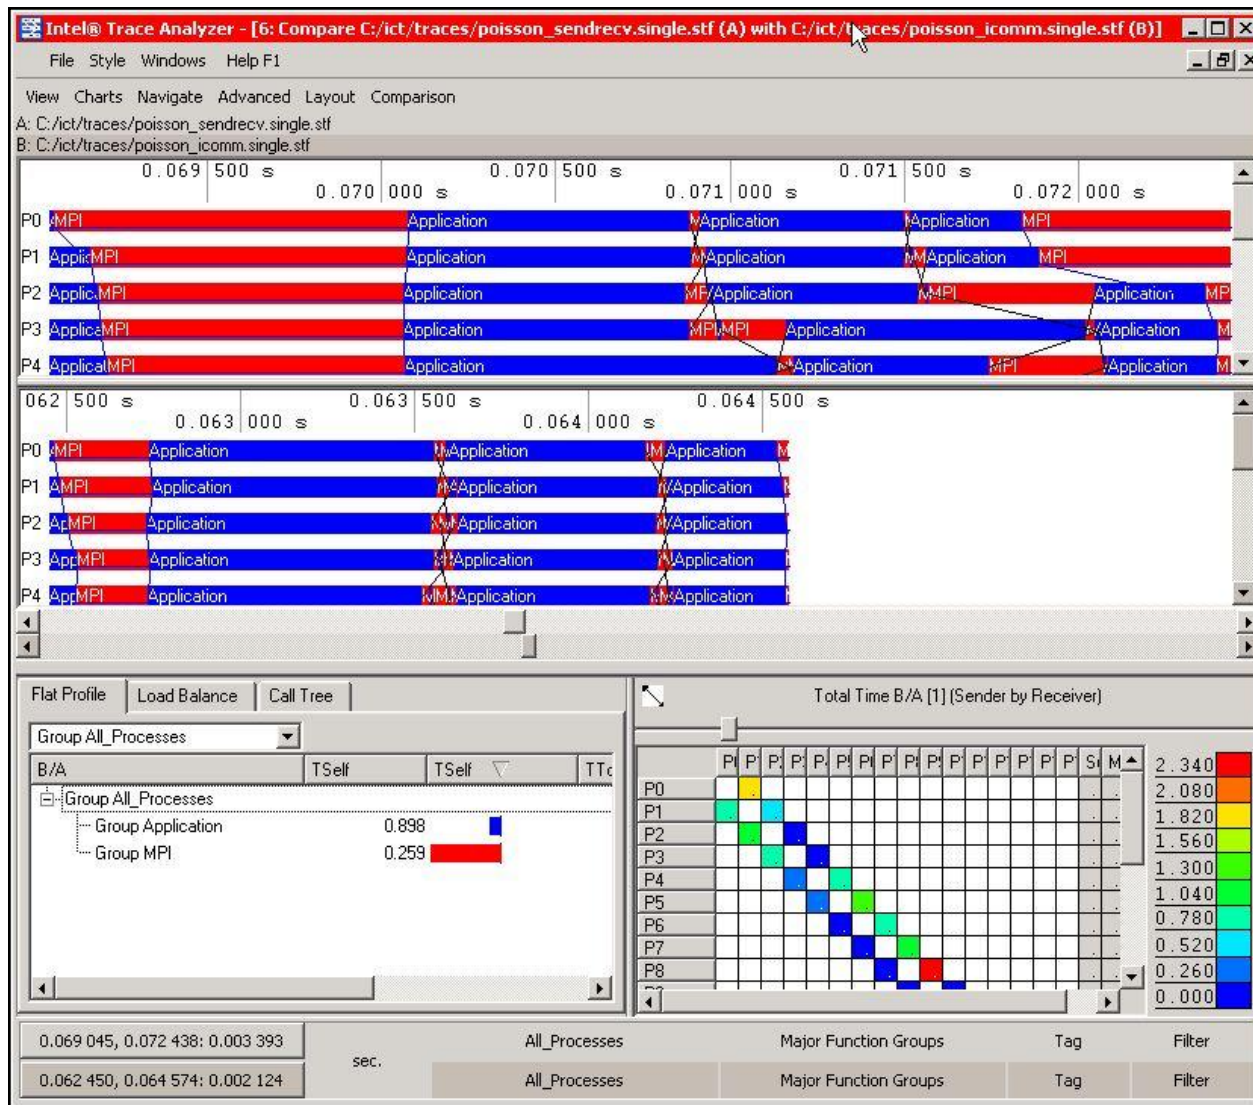 Intel® Trace Analyzer - [6: Compare C:/ict/traces/poisson_sendrecv.single.stf (A) with C:/ict/traces/poisson_icomm.single.stf (B)]
File Style Windows Help F1
View Charts Navigate Advanced Layout Comparison
A: C:/ict/traces/poisson_sendrecv.single.stf
B: C:/ict/traces/poisson_icomm.single.stf
0.069 500 s 0.070 500 s 0.071 500 s
0.070 000 s 0.071 000 s 0.072 000 s
P0 MPI Application Application Application MPI
P1 MPI Application Application Application MPI
P2 MPI Application Application MPI Application MP
P3 MPI Application MPI MPI Application Application M
P4 MPI Application Application MPI Application M
062 500 s 0.063 500 s 0.064 500 s
0.063 000 s 0.064 000 s
P0 MPI Application Application Application
P1 MPI Application Application Application
P2 MPI Application Application Application
P3 MPI Application Application Application
P4 MPI Application Application Application
Flat Profile Load Balance Call Tree
Group All_Processes
B/A TSelf TSelf
Group All_Processes
Group Application 0.898
Group MPI 0.259
Total Time B/A [1] (Sender by Receiver)
P0
P1
P2
P3
P4
P5
P6
P7
P8
2.340
2.080
1.820
1.560
1.300
1.040
0.780
0.520
0.260
0.000
0.069 045, 0.072 438: 0.003 393 sec. All_Processes Major Function Groups Tag Filter
0.062 450, 0.064 574: 0.002 124 All_Processes Major Function Groups Tag Filter